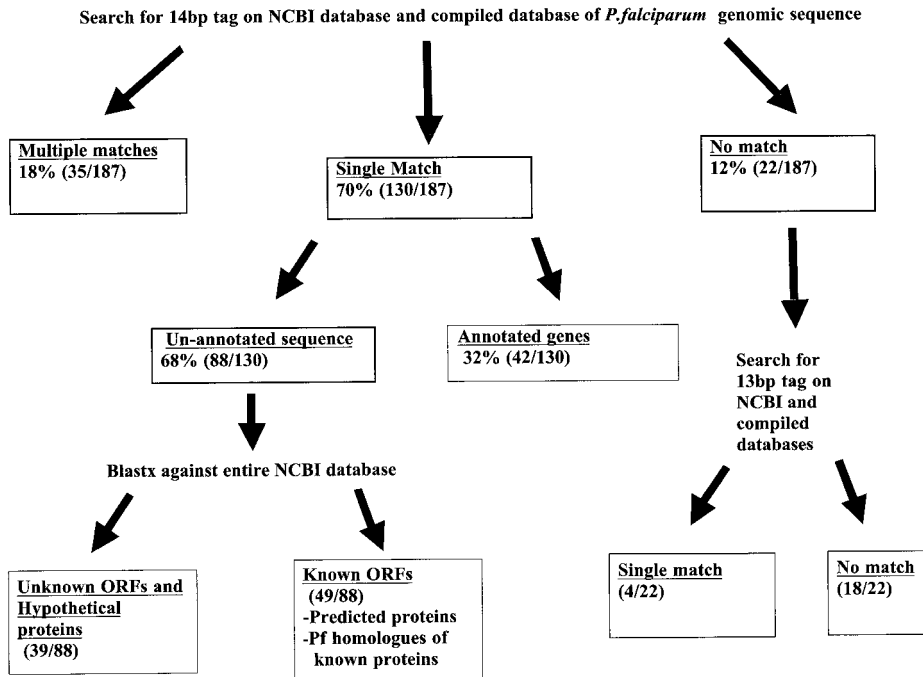 Search for 14bp tag on NCBI database and compiled database of P.falciparum genomic sequence
Multiple matches
18% (35/187)
Single Match
70% (130/187)
No match
12% (22/187)
Un-annotated sequence
68% (88/130)
Annotated genes
32% (42/130)
Search for
13bp tag on
NCBI and
compiled
databases
Blastx against entire NCBI database
Unknown ORFs and
Hypothetical
proteins
(39/88)
Known ORFs
(49/88)
-Predicted proteins
-Pf homologues of
known proteins
Single match
(4/22)
No match
(18/22)